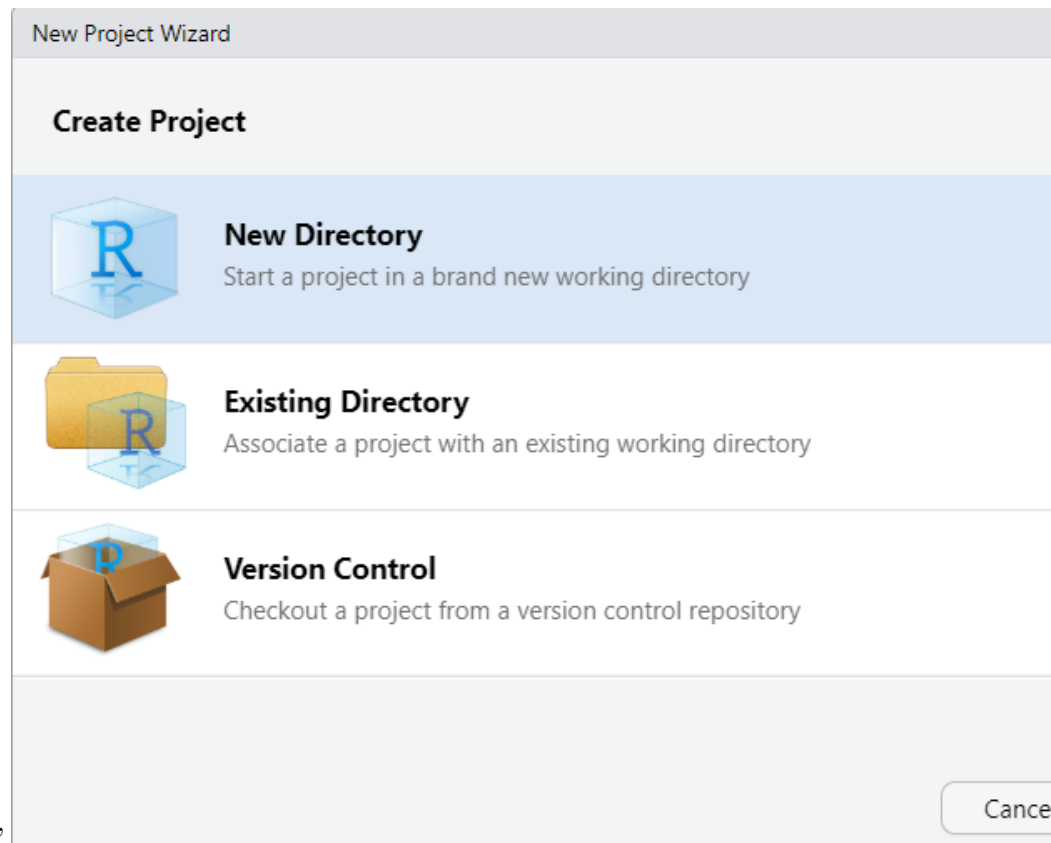 New Project Wizard
Create Project
New Directory
Start a project in a brand new working directory
Existing Directory
Associate a project with an existing working directory
Version Control
Checkout a project from a version control repository
Cance
,